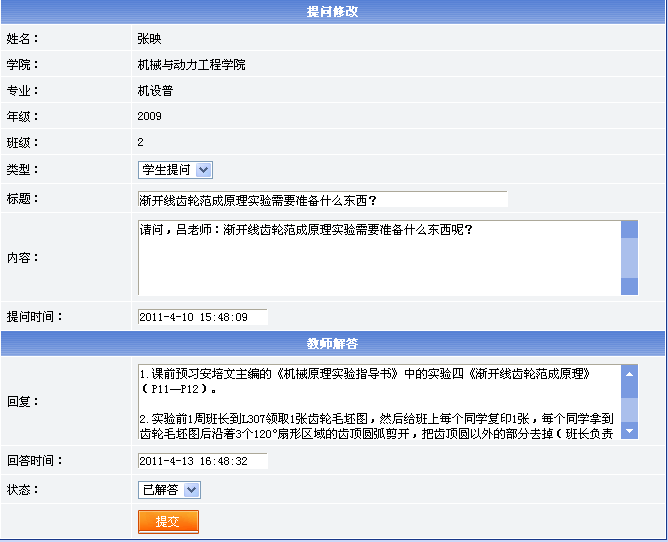 提问修改
姓名： 张映
学院： 机械与动力工程学院
专业： 机设普
年级： 2009
班级： 2
类型： 学生提问
标题： 渐开线齿轮范成原理实验需要准备什么东西？
内容： 请问，吕老师：渐开线齿轮范成原理实验需要准备什么东西呢？
提问时间： 2011-4-10 15:48:09
教师解答
回复： 1.课前预习安培文主编的《机械原理实验指导书》中的实验四《渐开线齿轮范成原理》
（P11—P12）。
2.实验前1周班长到L307领取1张齿轮毛坯图，然后给班上每个同学复印1张，每个同学拿到
齿轮毛坯图后沿着3个120°扇形区域的齿顶圆弧剪开，把齿顶圆以外的部分去掉（班长负责
回答时间： 2011-4-13 16:48:32
状态： 已解答
提交